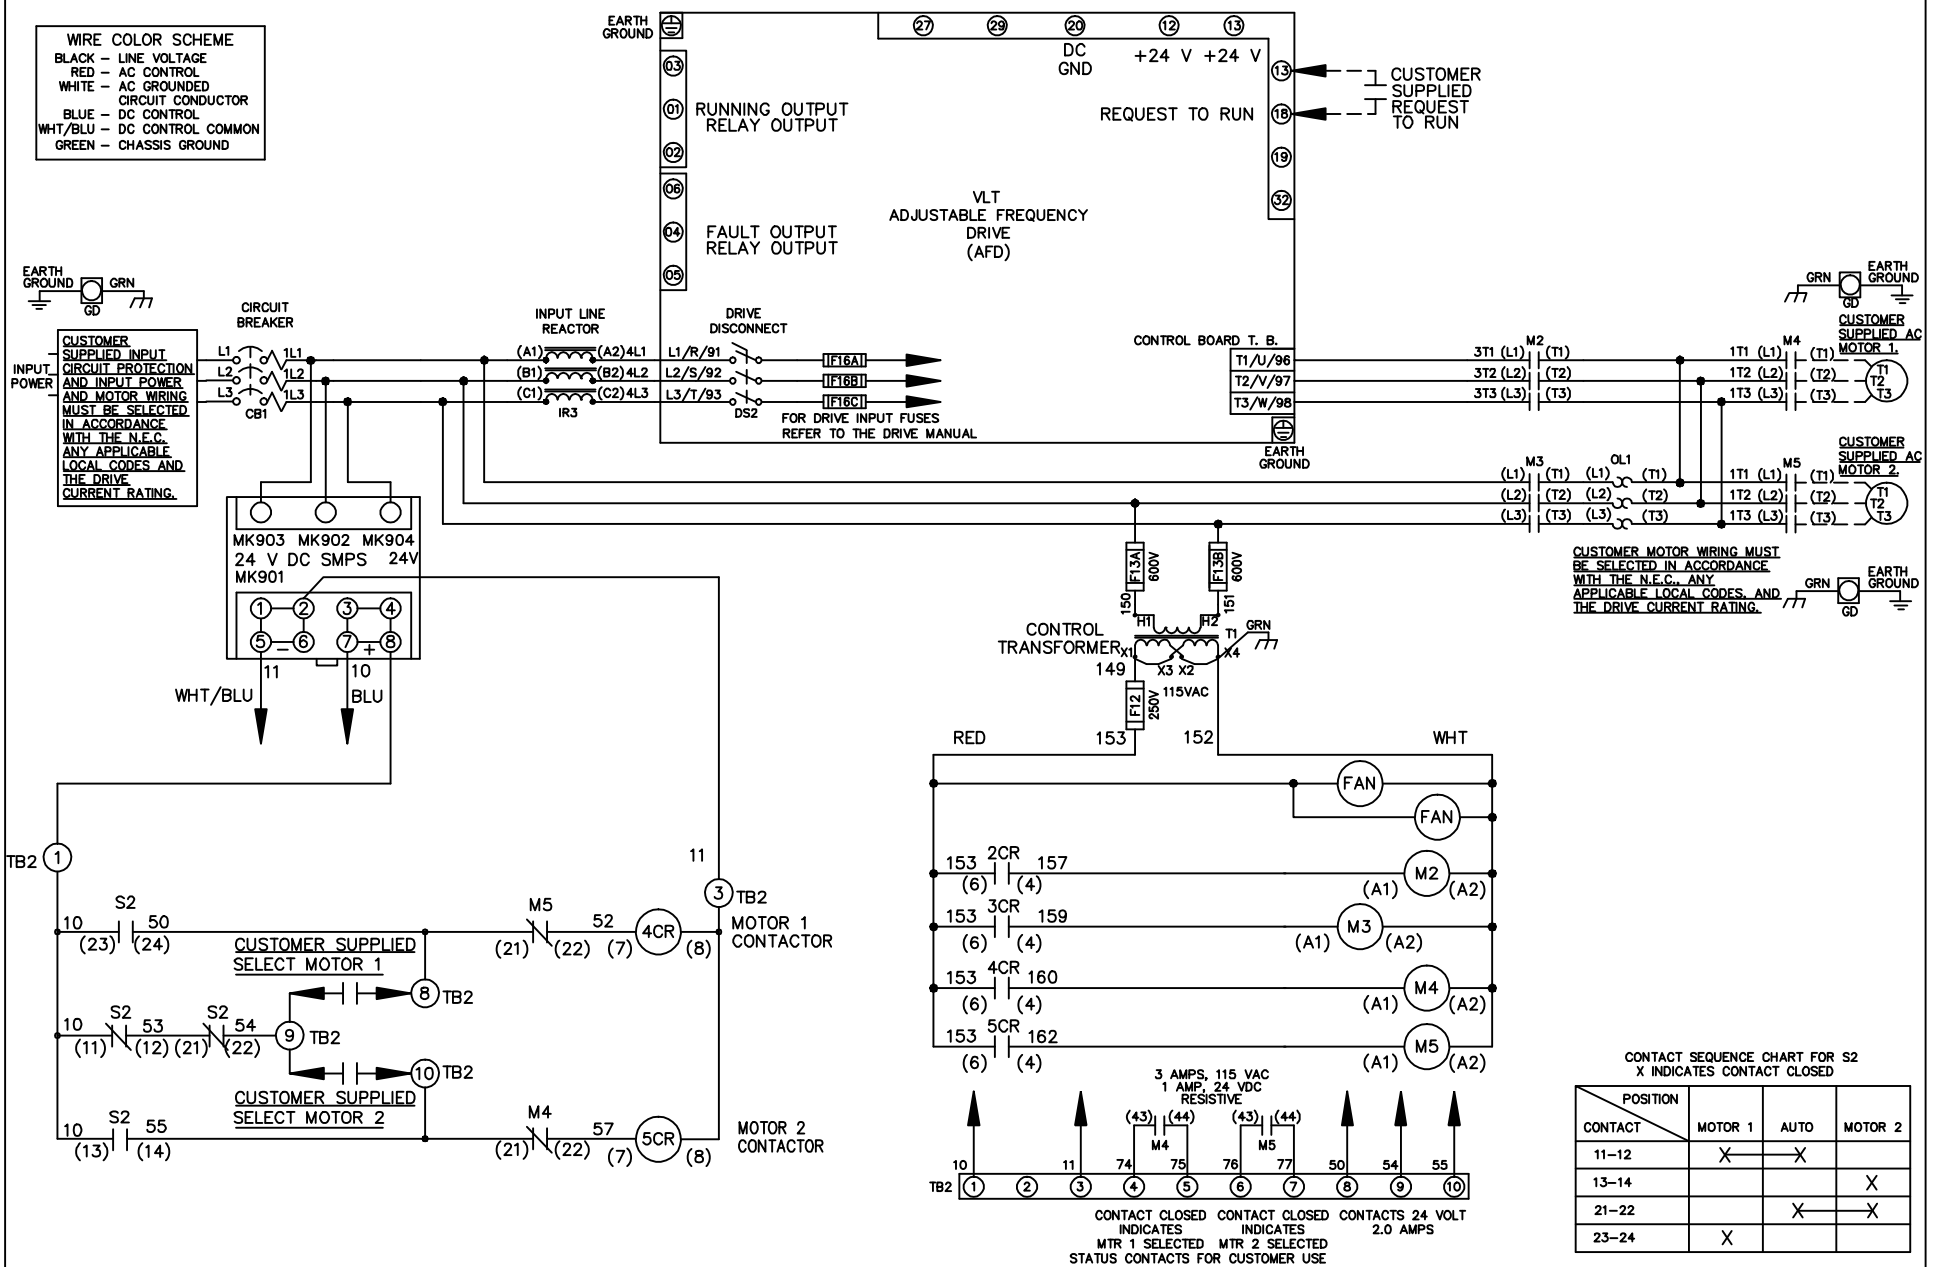 WIRE COLOR SCHEME
BLACK – LINE VOLTAGE
RED – AC CONTROL
WHITE – AC GROUNDED
CIRCUIT CONDUCTOR
BLUE – DC CONTROL
WHT/BLU – DC CONTROL COMMON
GREEN – CHASSIS GROUND
EARTH
GROUND
27 29 20 12 13
DC
GND
+24 V +24 V
03
01
02
RUNNING OUTPUT
RELAY OUTPUT
06
04
05
FAULT OUTPUT
RELAY OUTPUT
13
18
19
32
REQUEST TO RUN
CUSTOMER
SUPPLIED
REQUEST
TO RUN
VLT
ADJUSTABLE FREQUENCY
DRIVE
(AFD)
EARTH
GROUND
GRN
GD
INPUT
POWER
CUSTOMER
SUPPLIED INPUT
CIRCUIT PROTECTION
AND INPUT POWER
AND MOTOR WIRING
MUST BE SELECTED
IN ACCORDANCE
WITH THE N.E.C.
ANY APPLICABLE
LOCAL CODES AND
THE DRIVE
CURRENT RATING.
CIRCUIT
BREAKER
L1 1L1
L2 1L2
L3 1L3
CB1
INPUT LINE
REACTOR
(A1) (A2) 4L1
(B1) (B2) 4L2
(C1) (C2) 4L3
IR3
DRIVE
DISCONNECT
L1/R/91
L2/S/92
L3/T/93
DS2
F16A
F16B
F16C
FOR DRIVE INPUT FUSES
REFER TO THE DRIVE MANUAL
CONTROL BOARD T. B.
T1/U/96
T2/V/97
T3/W/98
EARTH
GROUND
M2
3T1 (L1) (T1)
3T2 (L2) (T2)
3T3 (L3) (T3)
M4
1T1 (L1) (T1)
1T2 (L2) (T2)
1T3 (L3) (T3)
GRN
GD
EARTH
GROUND
CUSTOMER
SUPPLIED AC
MOTOR 1.
T1
T2
T3
M3
(L1) (T1)
(L2) (T2)
(L3) (T3)
OL1
(L1) (T1)
(L2) (T2)
(L3) (T3)
M5
1T1 (L1) (T1)
1T2 (L2) (T2)
1T3 (L3) (T3)
CUSTOMER
SUPPLIED AC
MOTOR 2.
T1
T2
T3
CUSTOMER MOTOR WIRING MUST
BE SELECTED IN ACCORDANCE
WITH THE N.E.C., ANY
APPLICABLE LOCAL CODES, AND
THE DRIVE CURRENT RATING.
GRN
GD
EARTH
GROUND
MK903 MK902 MK904
24 V DC SMPS 24V
MK901
1 2 3 4
5 – 6 7 + 8
11 10
WHT/BLU BLU
F13A 600V
F13B 600V
150 151
H1 H2
CONTROL
TRANSFORMER
T1 GRN
X1 X3 X2 X4
149
F12 250V
115VAC
153 152
RED WHT
FAN
FAN
153 2CR 157
(6) (4)
(A1) M2 (A2)
153 3CR 159
(6) (4)
(A1) M3 (A2)
153 4CR 160
(6) (4)
(A1) M4 (A2)
153 5CR 162
(6) (4)
(A1) M5 (A2)
TB2 1
11
3 TB2
10 S2 50
(23) (24)
M5 52
(21) (22) (7) 4CR (8)
MOTOR 1
CONTACTOR
CUSTOMER SUPPLIED
SELECT MOTOR 1
8 TB2
10 S2 53 S2 54
(11) (12) (21) (22)
9 TB2
10 TB2
CUSTOMER SUPPLIED
SELECT MOTOR 2
10 S2 55
(13) (14)
M4 57
(21) (22) (7) 5CR (8)
MOTOR 2
CONTACTOR
3 AMPS, 115 VAC
1 AMP, 24 VDC
RESISTIVE
(43) (44) (43) (44)
M4 M5
10 11 74 75 76 77 50 54 55
TB2 1 2 3 4 5 6 7 8 9 10
CONTACT CLOSED
INDICATES
MTR 1 SELECTED
CONTACT CLOSED
INDICATES
MTR 2 SELECTED
STATUS CONTACTS FOR CUSTOMER USE
CONTACTS 24 VOLT
2.0 AMPS
CONTACT SEQUENCE CHART FOR S2
X INDICATES CONTACT CLOSED
POSITION
CONTACT MOTOR 1 AUTO MOTOR 2
11–12 X X
13–14 X
21–22 X X
23–24 X